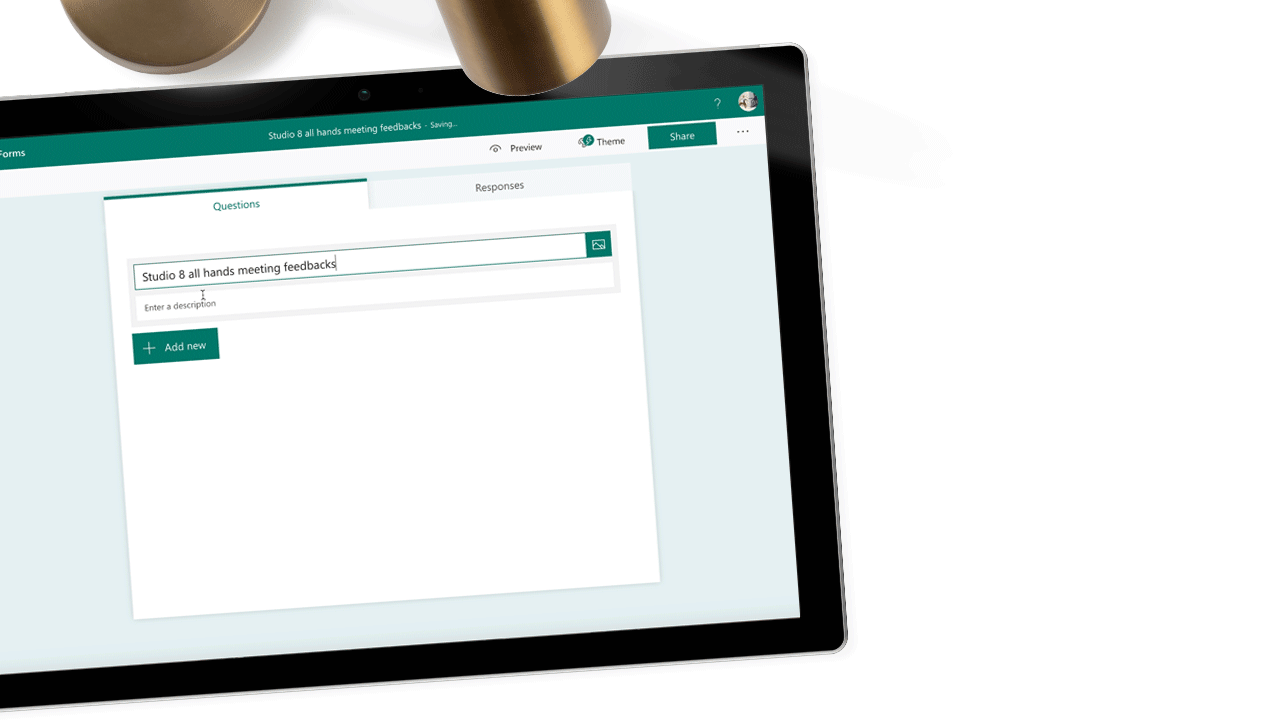 Forms
Studio 8 all hands meeting feedbacks - Saving...
?
Preview
Theme
Share
...
Questions
Responses
Studio 8 all hands meeting feedbacks
Enter a description
+ Add new